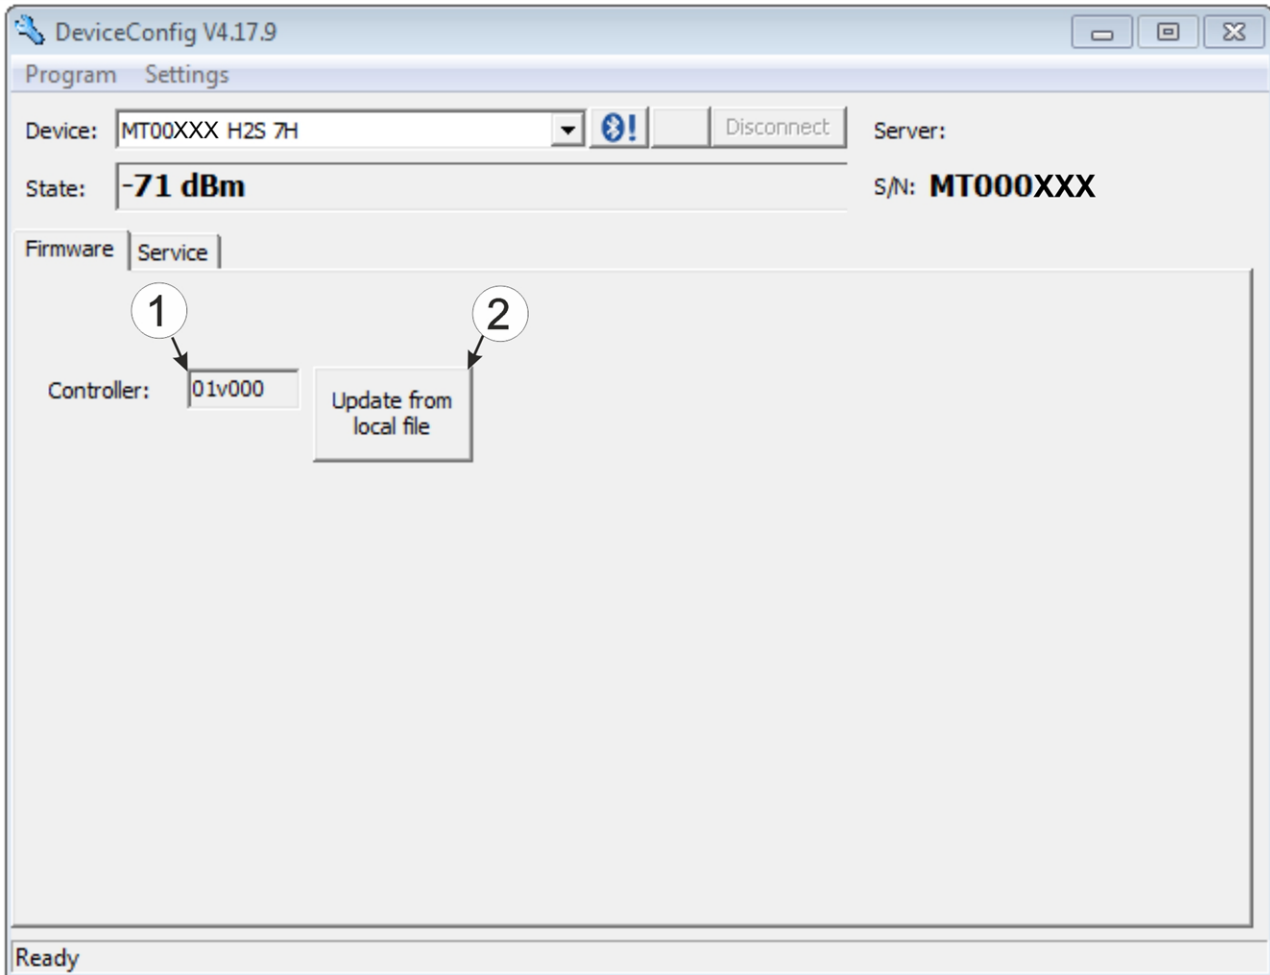 DeviceConfig V4.17.9
Program Settings
Device: MT00XXX H2S 7H Disconnect Server:
State: -71 dBm S/N: MT000XXX
Firmware Service
1 2
Controller: 01v000 Update from
local file
Ready